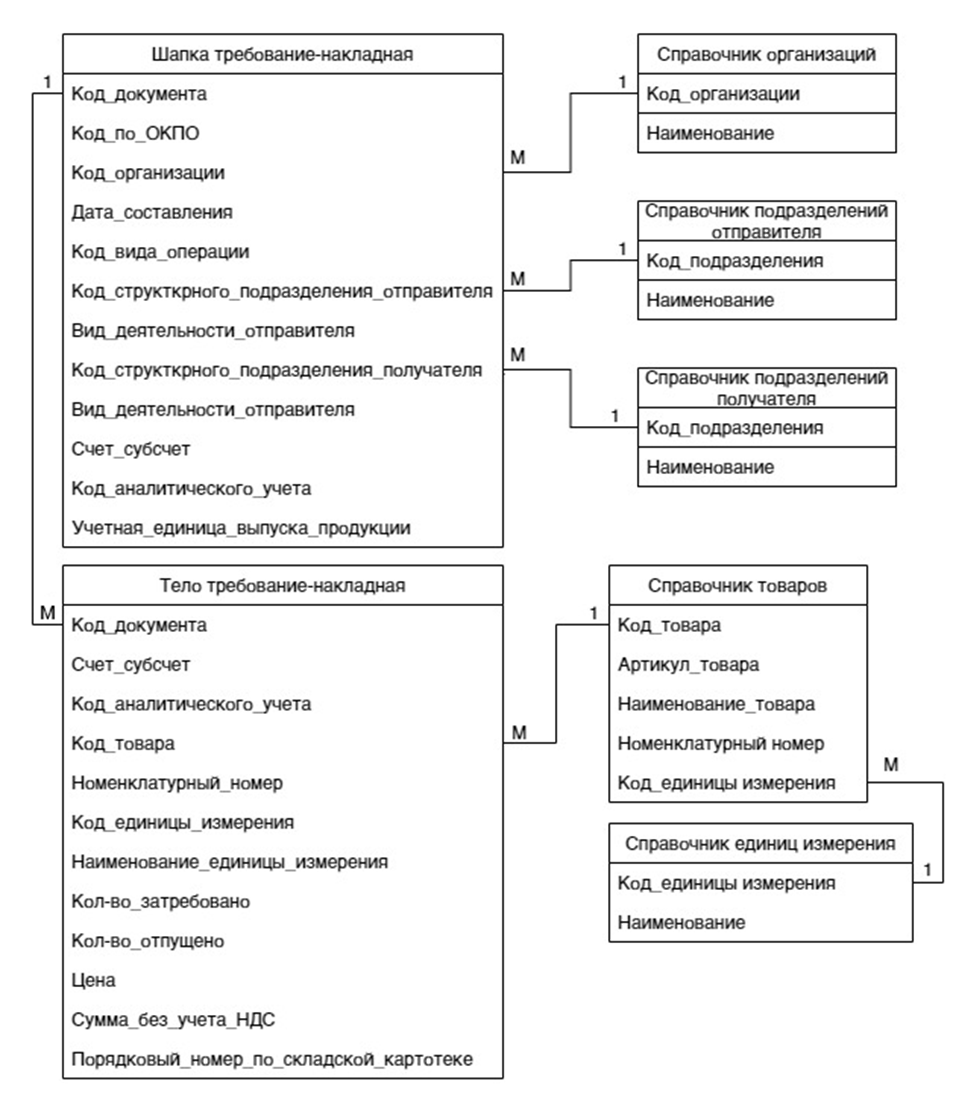 Шапка требование-накладная
1
Код_документа
Код_по_ОКПО
Код_организации
М
Дата_составления
Код_вида_операции
М
Код_структкрного_подразделения_отправителя
Вид_деятельности_отправителя
М
Код_структкрного_подразделения_получателя
Вид_деятельности_отправителя
Счет_субсчет
Код_аналитического_учета
Учетная_единица_выпуска_продукции
Справочник организаций
1
Код_организации
Наименование
Справочник подразделений
отправителя
1
Код_подразделения
Наименование
Справочник подразделений
получателя
1
Код_подразделения
Наименование
Тело требование-накладная
М
Код_документа
Счет_субсчет
Код_аналитического_учета
М
Код_товара
Номенклатурный_номер
Код_единицы_измерения
Наименование_единицы_измерения
Кол-во_затребовано
Кол-во_отпущено
Цена
Сумма_без_учета_НДС
Порядковый_номер_по_складской_картотеке
Справочник товаров
1
Код_товара
Артикул_товара
Наименование_товара
Номенклатурный номер
М
Код_единицы измерения
Справочник единиц измерения
1
Код_единицы измерения
Наименование